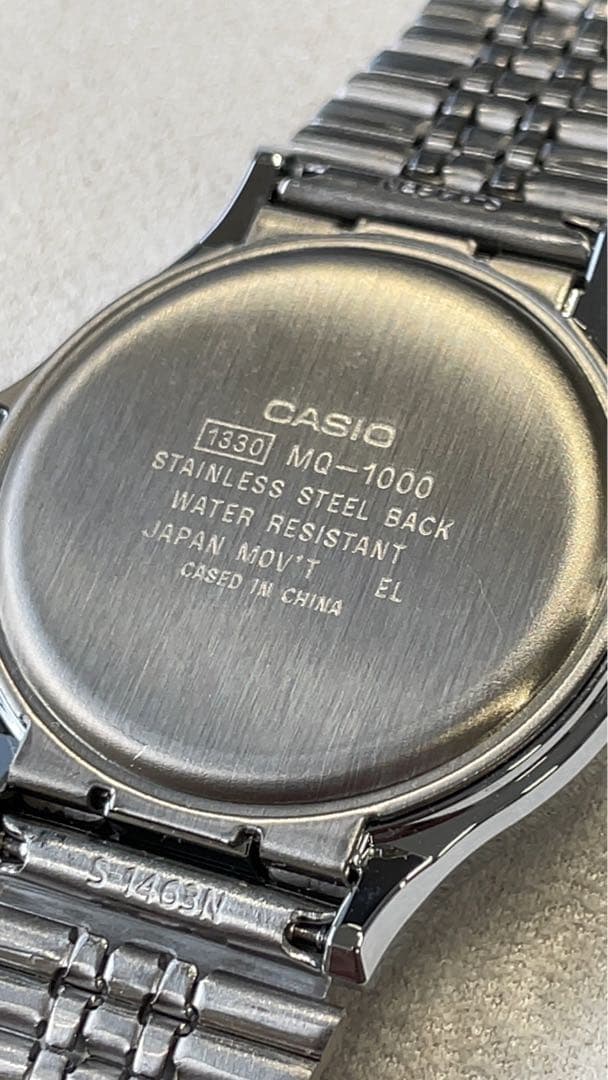 CASIO
1330 MQ-1000
STAINLESS STEEL BACK
WATER RESISTANT
JAPAN MOV'T EL
CASED IN CHINA
S-1463N